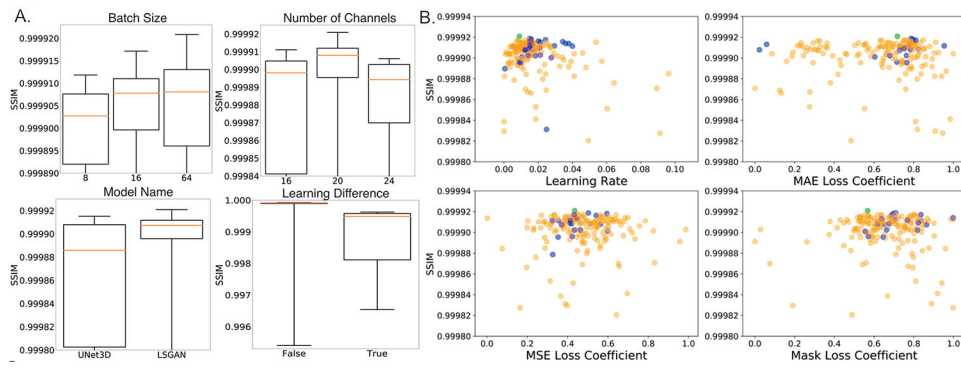 A.
Batch Size
SSIM
0.999920
0.999915
0.999910
0.999905
0.999900
0.999895
0.999890
8 16 64
Number of Channels
SSIM
0.99992
0.99991
0.99990
0.99989
0.99988
0.99987
0.99986
0.99985
0.99984
16 20 24
Model Name
SSIM
0.99992
0.99990
0.99988
0.99986
0.99984
0.99982
0.99980
UNet3D LSGAN
Learning Difference
SSIM
1.000
0.999
0.998
0.997
0.996
False True
B.
SSIM
0.99994
0.99992
0.99990
0.99988
0.99986
0.99984
0.99982
0.99980
0.00 0.02 0.04 0.06 0.08 0.10
Learning Rate
SSIM
0.99994
0.99992
0.99990
0.99988
0.99986
0.99984
0.99982
0.99980
0.0 0.2 0.4 0.6 0.8 1.0
MAE Loss Coefficient
SSIM
0.99994
0.99992
0.99990
0.99988
0.99986
0.99984
0.99982
0.99980
0.0 0.2 0.4 0.6 0.8 1.0
MSE Loss Coefficient
SSIM
0.99994
0.99992
0.99990
0.99988
0.99986
0.99984
0.99982
0.99980
0.0 0.2 0.4 0.6 0.8 1.0
Mask Loss Coefficient